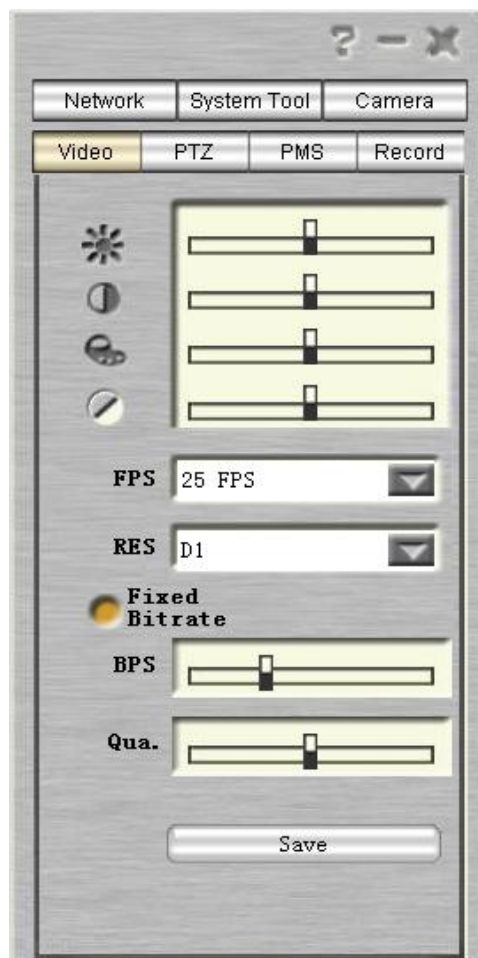 Network System Tool Camera
Video PTZ PMS Record
FPS 25 FPS
RES D1
Fixed
Bitrate
BPS
Qua.
Save